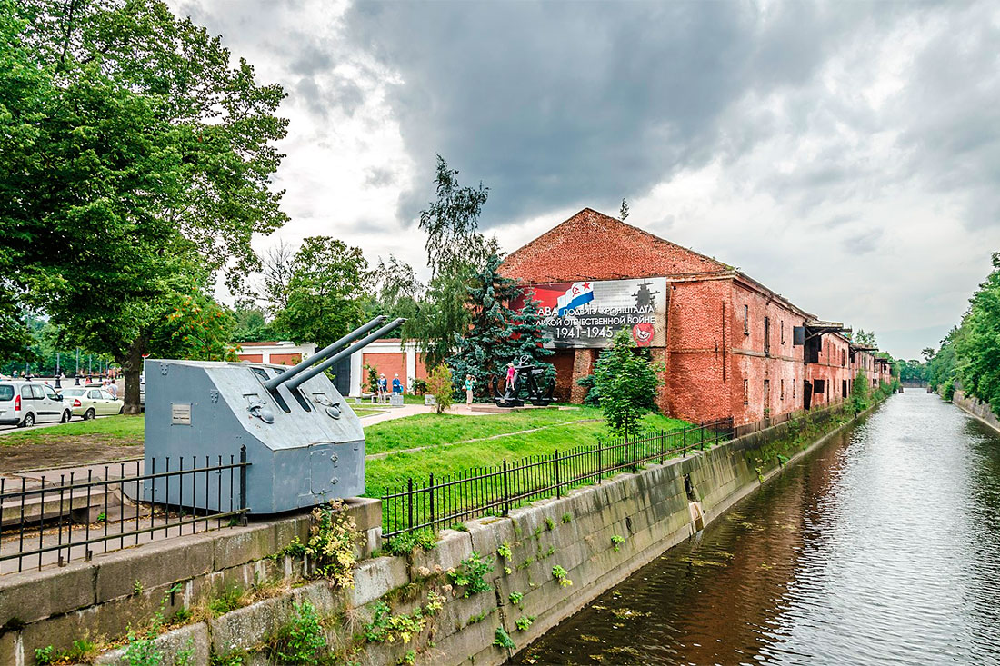 АВА ПОДВИГУ КРОНШТАДТА
ЛИКОЙ ОТЕЧЕСТВЕННОЙ ВОЙНЕ
1941-1945